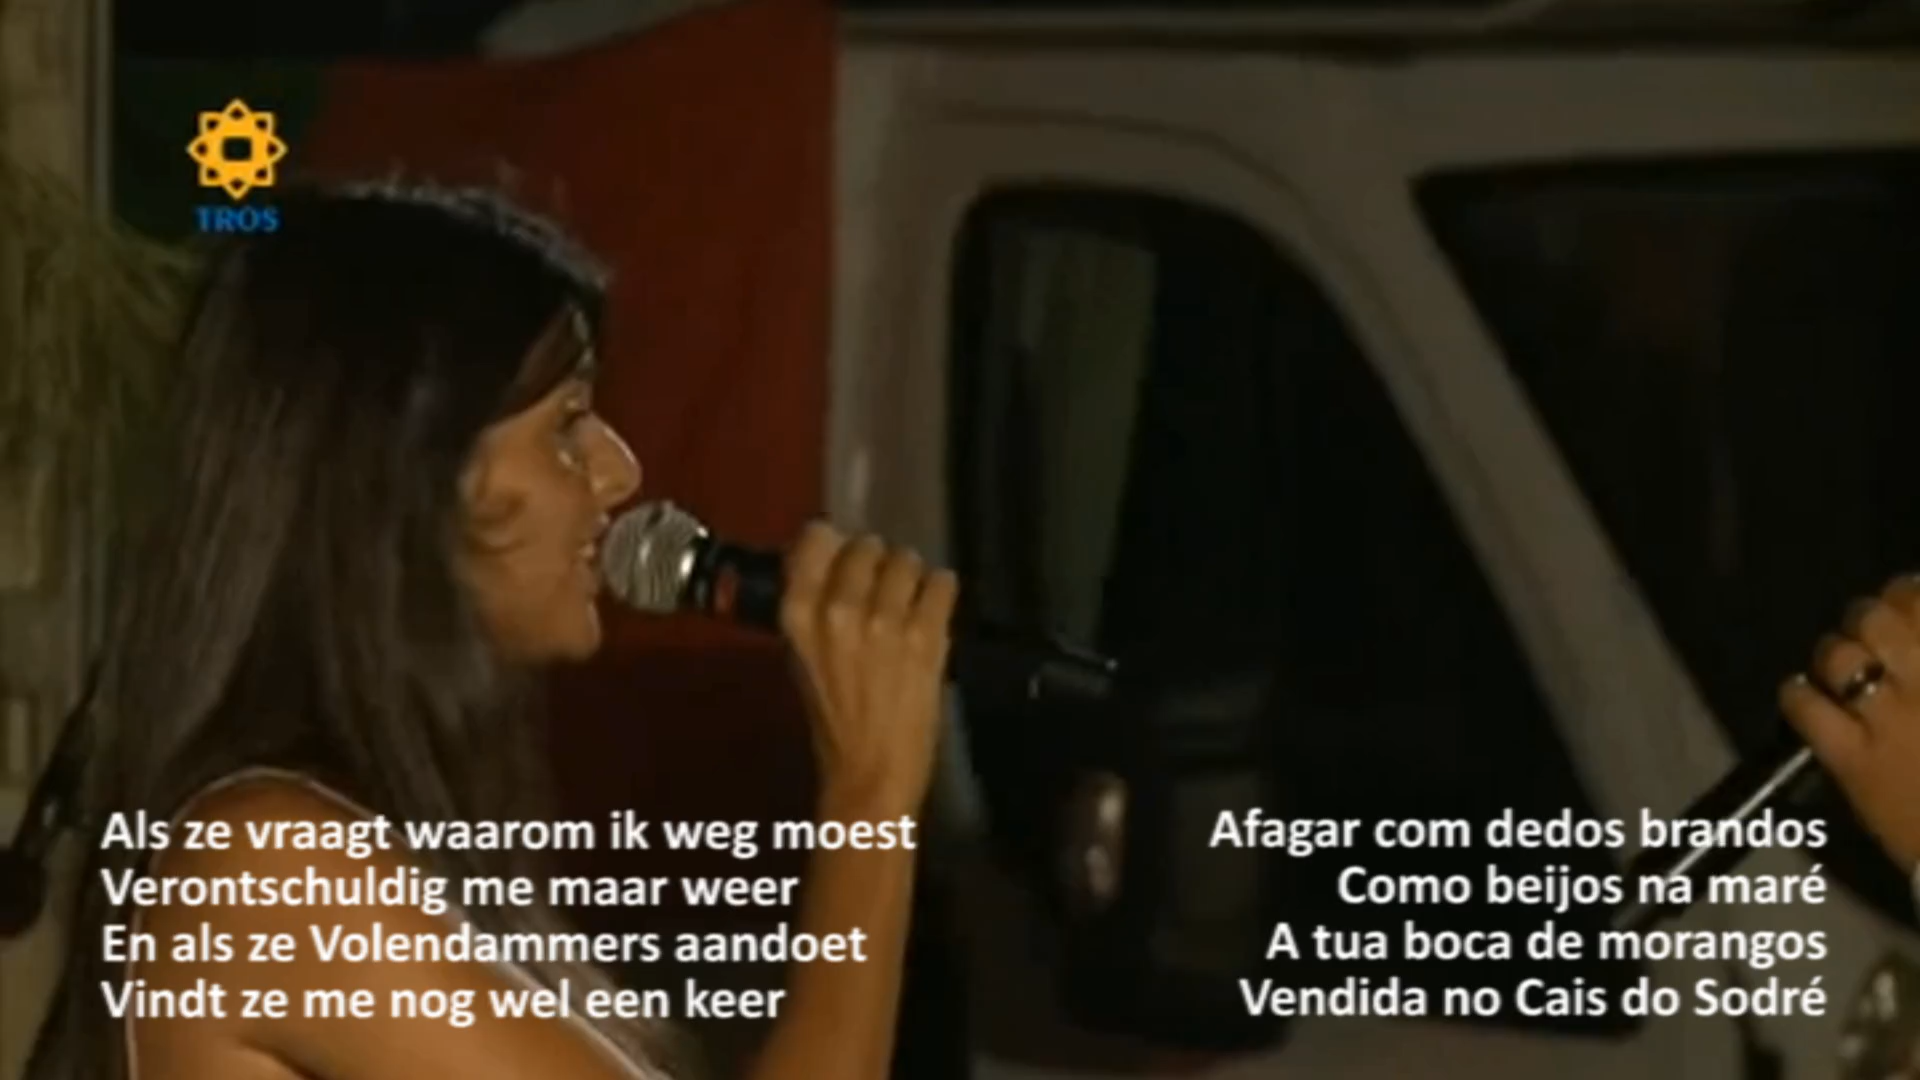 TROS
Als ze vraagt waarom ik weg moest
Verontschuldig me maar weer
En als ze Volendammers aandoet
Vindt ze me nog wel een keer
Afagar com dedos brandos
Como beijos na maré
A tua boca de morangos
Vendida no Cais do Sodré